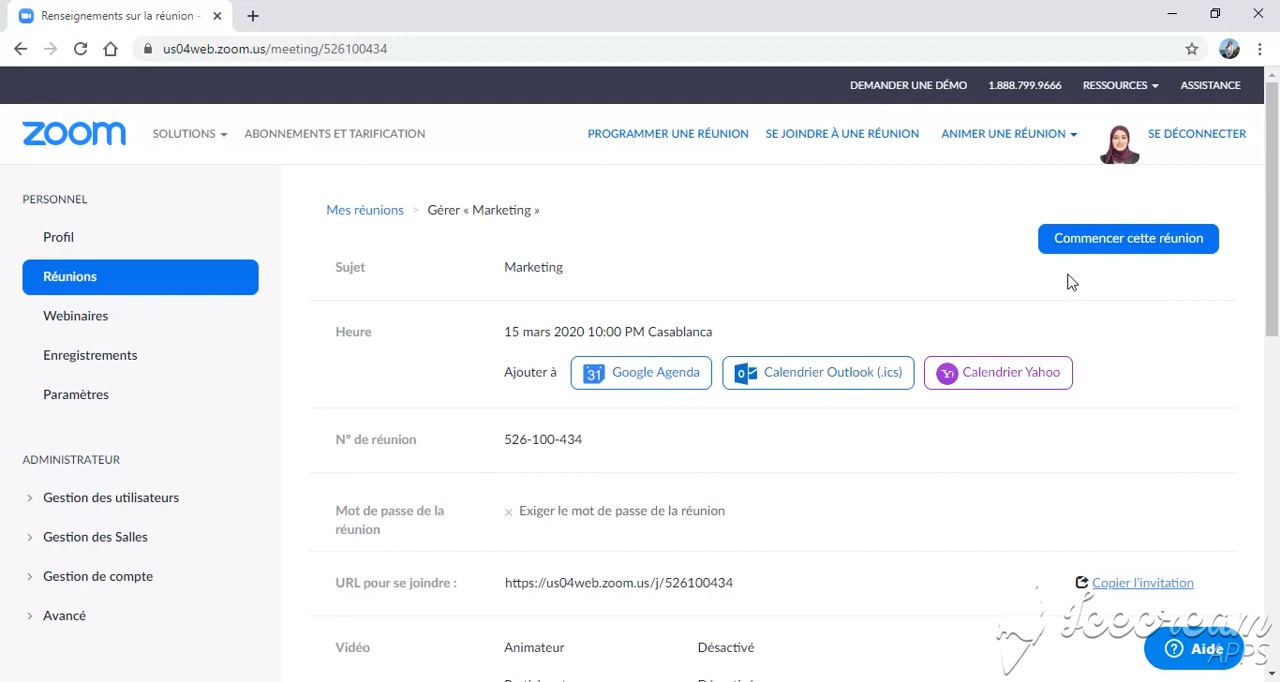 Renseignements sur la réunion -
us04web.zoom.us/meeting/526100434
DEMANDER UNE DÉMO 1.888.799.9666 RESSOURCES ASSISTANCE
zoom SOLUTIONS ABONNEMENTS ET TARIFICATION PROGRAMMER UNE RÉUNION SE JOINDRE À UNE RÉUNION ANIMER UNE RÉUNION SE DÉCONNECTER
PERSONNEL
Profil
Réunions
Webinaires
Enregistrements
Paramètres
ADMINISTRATEUR
Gestion des utilisateurs
Gestion des Salles
Gestion de compte
Avancé
Mes réunions > Gérer « Marketing »
Commencer cette réunion
Sujet Marketing
Heure 15 mars 2020 10:00 PM Casablanca
Ajouter à 31 Google Agenda Calendrier Outlook (.ics) Calendrier Yahoo
N° de réunion 526-100-434
Mot de passe de la
réunion
× Exiger le mot de passe de la réunion
URL pour se joindre : https://us04web.zoom.us/j/526100434 Copier l'invitation
Vidéo Animateur Désactivé
Icecream
APPS
Aide